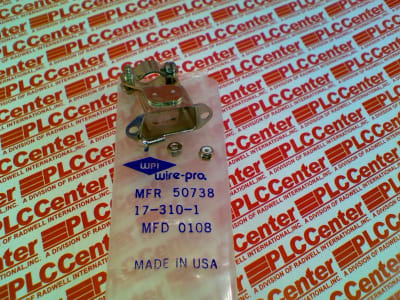 PLCCenter
A DIVISION OF RADWELL INTERNATIONAL, INC.
WPI
wire-pro, 
MFR 50738
17-310-1
MFD 0108
MADE IN USA